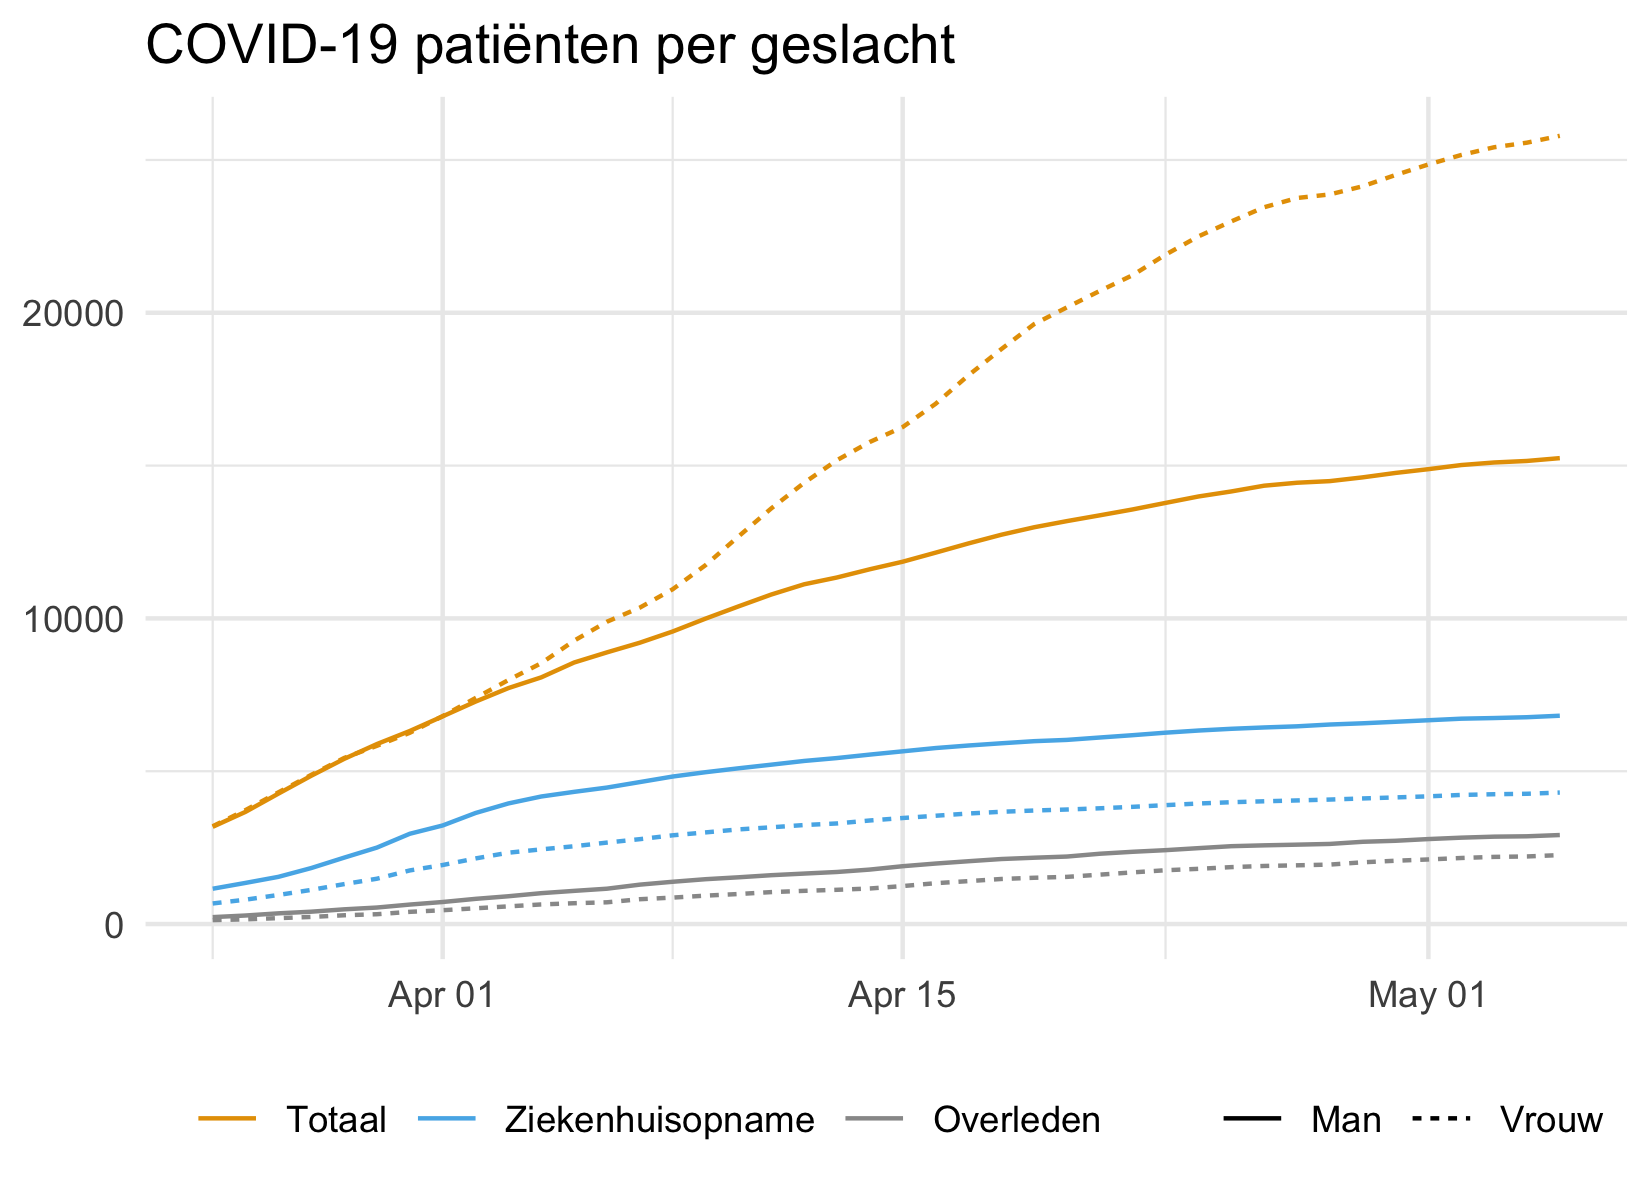 COVID-19 patiënten per geslacht
20000
10000
0
Apr 01 Apr 15 May 01
Totaal Ziekenhuisopname Overleden Man Vrouw